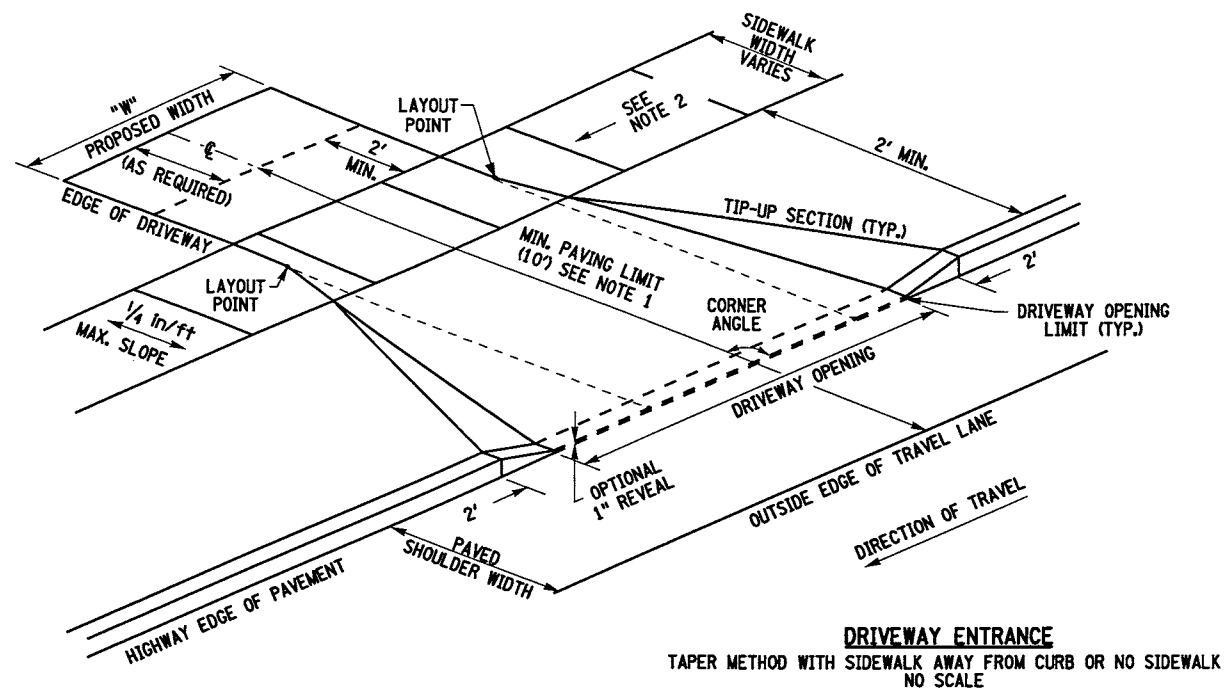 SIDEWALK
WIDTH
VARIES
"W"
PROPOSED WIDTH
LAYOUT
POINT
SEE
NOTE 2
℄
(AS REQUIRED)
2'
MIN.
2' MIN.
EDGE OF DRIVEWAY
TIP-UP SECTION (TYP.)
MIN. PAVING LIMIT
(10') SEE NOTE 1
LAYOUT
POINT
2'
1/4 in/ft
MAX. SLOPE
CORNER
ANGLE
DRIVEWAY OPENING
LIMIT (TYP.)
DRIVEWAY OPENING
OPTIONAL
1" REVEAL
2'
OUTSIDE EDGE OF TRAVEL LANE
DIRECTION OF TRAVEL
PAVED
SHOULDER WIDTH
HIGHWAY EDGE OF PAVEMENT
DRIVEWAY ENTRANCE
TAPER METHOD WITH SIDEWALK AWAY FROM CURB OR NO SIDEWALK
NO SCALE